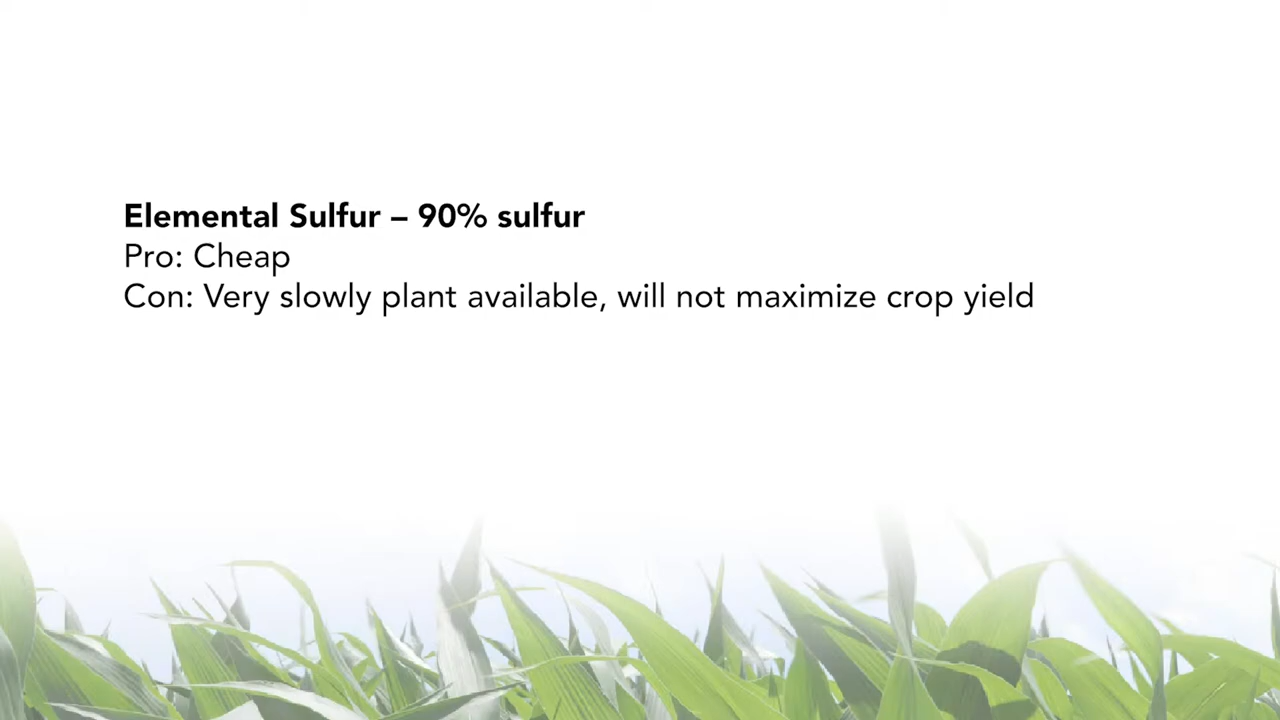 Elemental Sulfur – 90% sulfur
Pro: Cheap
Con: Very slowly plant available, will not maximize crop yield